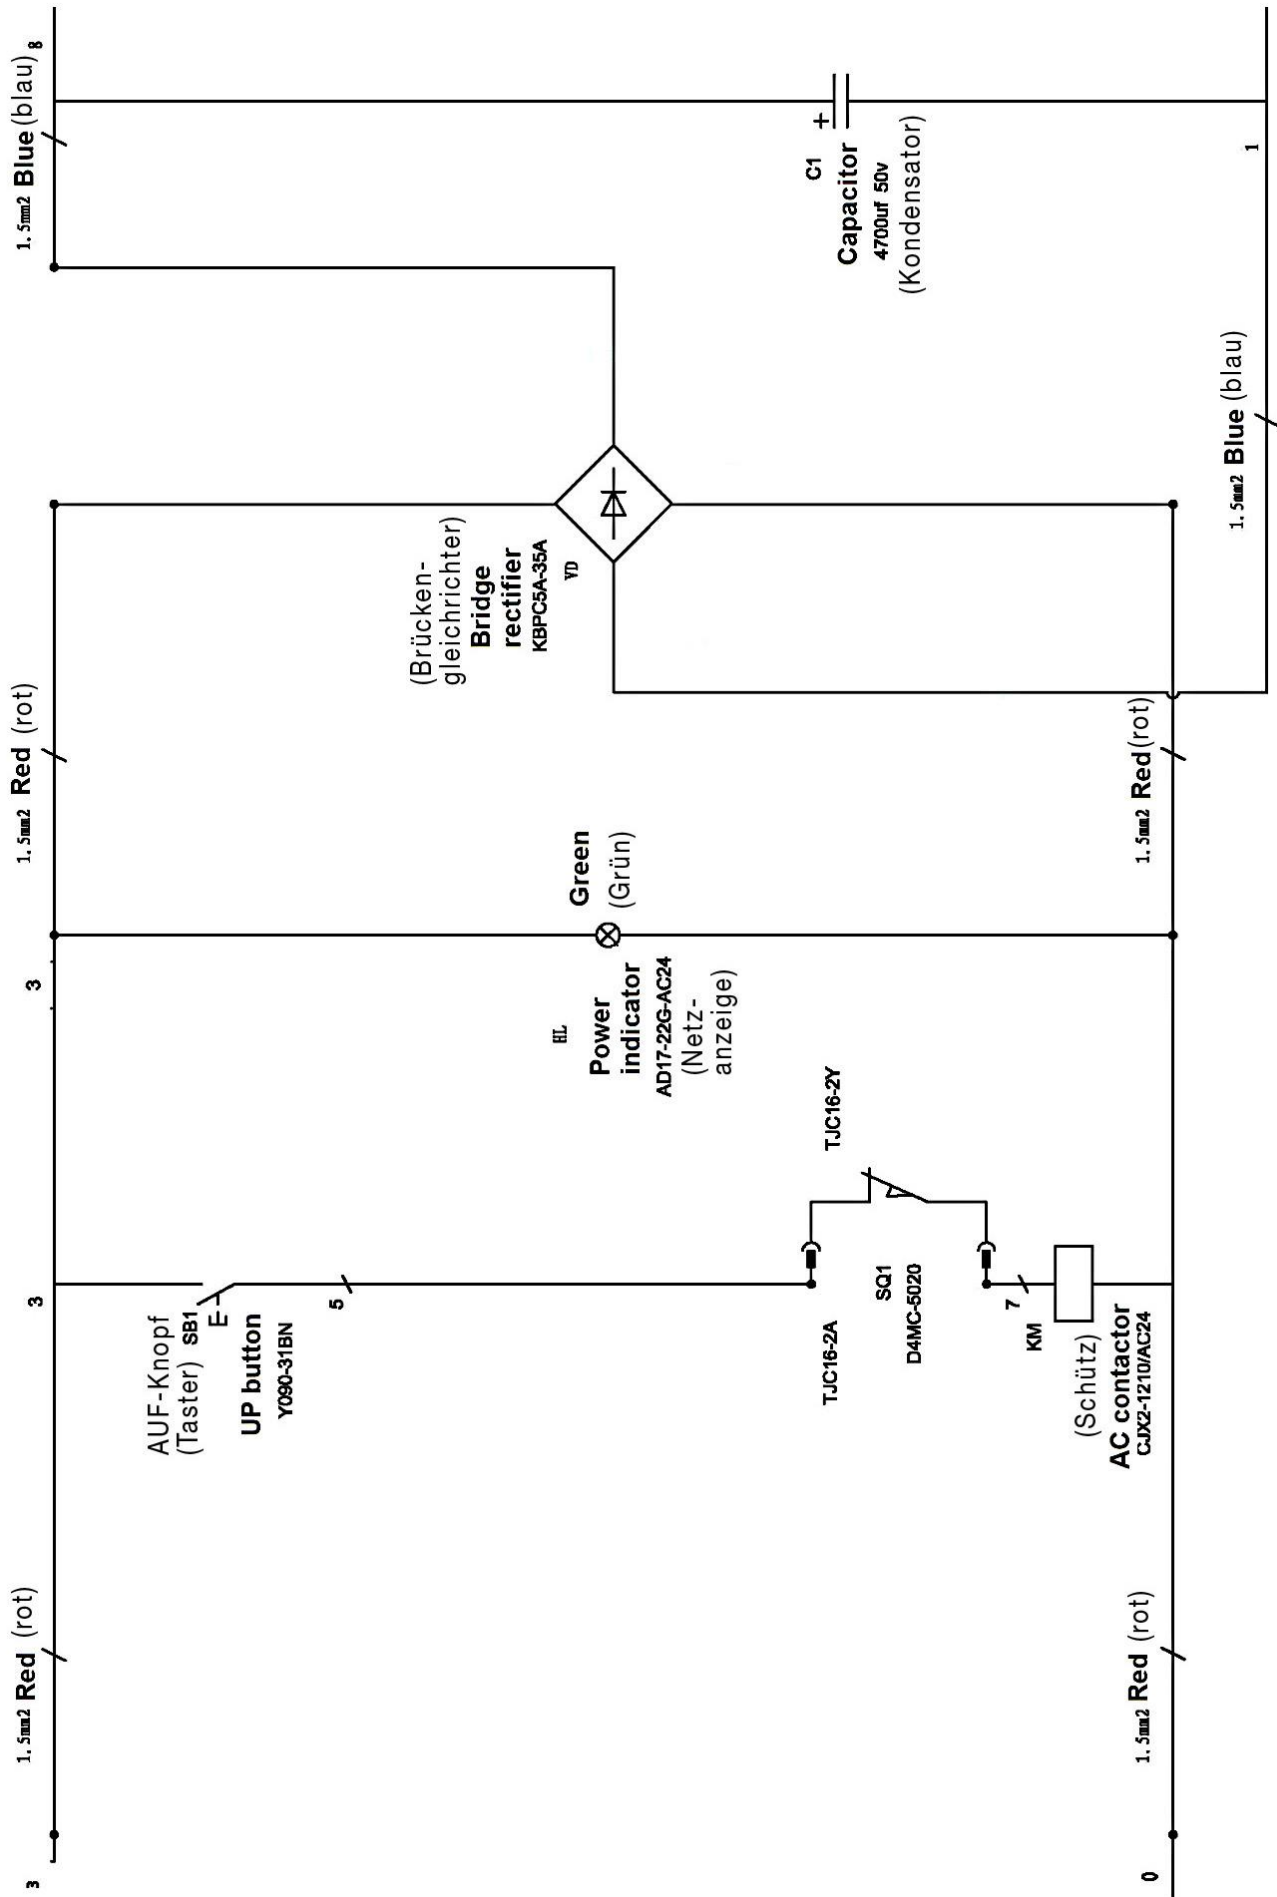 3
1.5mm2 Red (rot)
3
3
1.5mm2 Red (rot)
1.5mm2 Blue (blau)
8
AUF-Knopf
(Taster) SB1
E
UP button
Y090-31BN
5
(Brücken-
gleichrichter)
Bridge
rectifier
KBPC5A-35A
VD
HL
Power
indicator
AD17-22G-AC24
(Netz-
anzeige)
Green
(Grün)
C1
+
Capacitor
4700uf 50v
(Kondensator)
TJC16-2A
TJC16-2Y
SQ1
D4MC-5020
7
KM
(Schütz)
AC contactor
CJX2-1210/AC24
0
1.5mm2 Red (rot)
1.5mm2 Red (rot)
1.5mm2 Blue (blau)
1